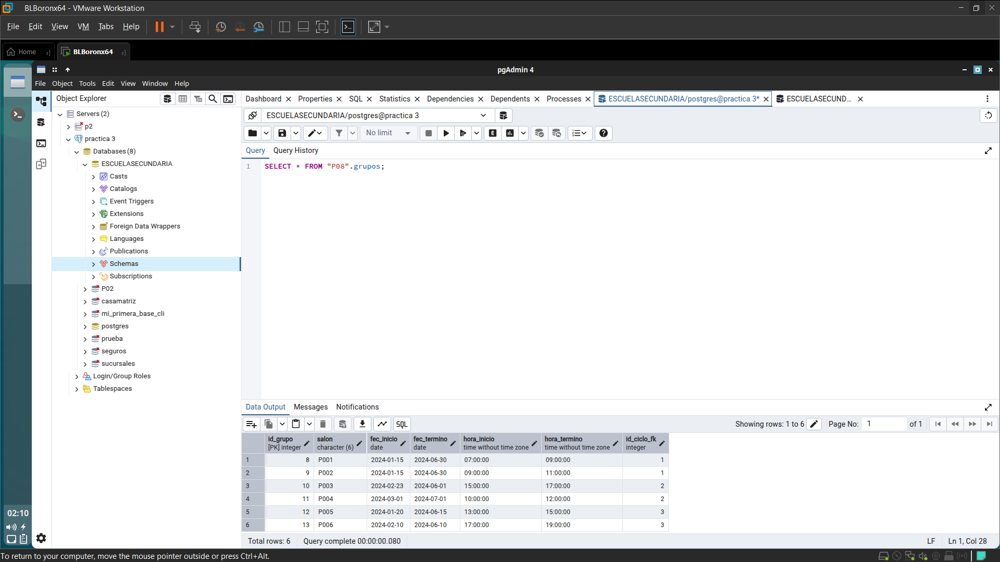 BLBoronx64 - VMware Workstation
File Edit View VM Tabs Help
Home BLBoronx64
pgAdmin 4
File Object Tools Edit View Window Help
Object Explorer
Dashboard Properties SQL Statistics Dependencies Dependents Processes ESCUELASECUNDARIA/postgres@practica 3* ESCUELASECUND...
Servers (2)
p2
practica 3
Databases (8)
ESCUELASECUNDARIA
Casts
Catalogs
Event Triggers
Extensions
Foreign Data Wrappers
Languages
Publications
Schemas
Subscriptions
P02
casamatriz
mi_primera_base_cli
postgres
prueba
seguros
sucursales
Login/Group Roles
Tablespaces
02:10
ESCUELASECUNDARIA/postgres@practica 3
No limit E
Query Query History
1 SELECT * FROM "P08".grupos;
Data Output Messages Notifications
SQL Showing rows: 1 to 6 Page No: 1 of 1
id_grupo salon fec_inicio fec_termino hora_inicio hora_termino id_ciclo_fk
[PK] integer character (6) date date time without time zone time without time zone integer
1 8 P001 2024-01-15 2024-06-30 07:00:00 09:00:00 1
2 9 P002 2024-01-15 2024-06-30 09:00:00 11:00:00 1
3 10 P003 2024-02-23 2024-06-01 15:00:00 17:00:00 2
4 11 P004 2024-03-01 2024-07-01 10:00:00 12:00:00 2
5 12 P005 2024-01-20 2024-06-15 13:00:00 15:00:00 3
6 13 P006 2024-02-10 2024-06-10 17:00:00 19:00:00 3
Total rows: 6 Query complete 00:00:00.080 LF Ln 1, Col 28
To return to your computer, move the mouse pointer outside or press Ctrl+Alt.